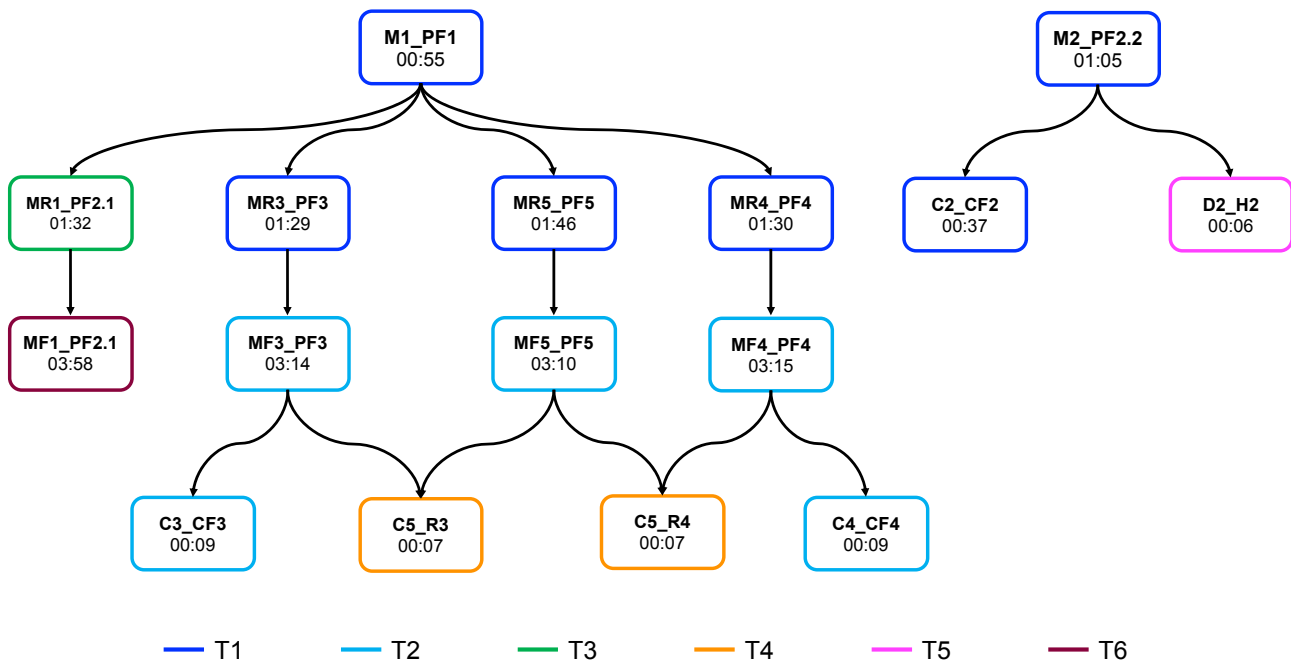 M1_PF1
00:55
M2_PF2.2
01:05
MR1_PF2.1
01:32
MR3_PF3
01:29
MR5_PF5
01:46
MR4_PF4
01:30
C2_CF2
00:37
D2_H2
00:06
MF1_PF2.1
03:58
MF3_PF3
03:14
MF5_PF5
03:10
MF4_PF4
03:15
C3_CF3
00:09
C5_R3
00:07
C5_R4
00:07
C4_CF4
00:09
T1 T2 T3 T4 T5 T6